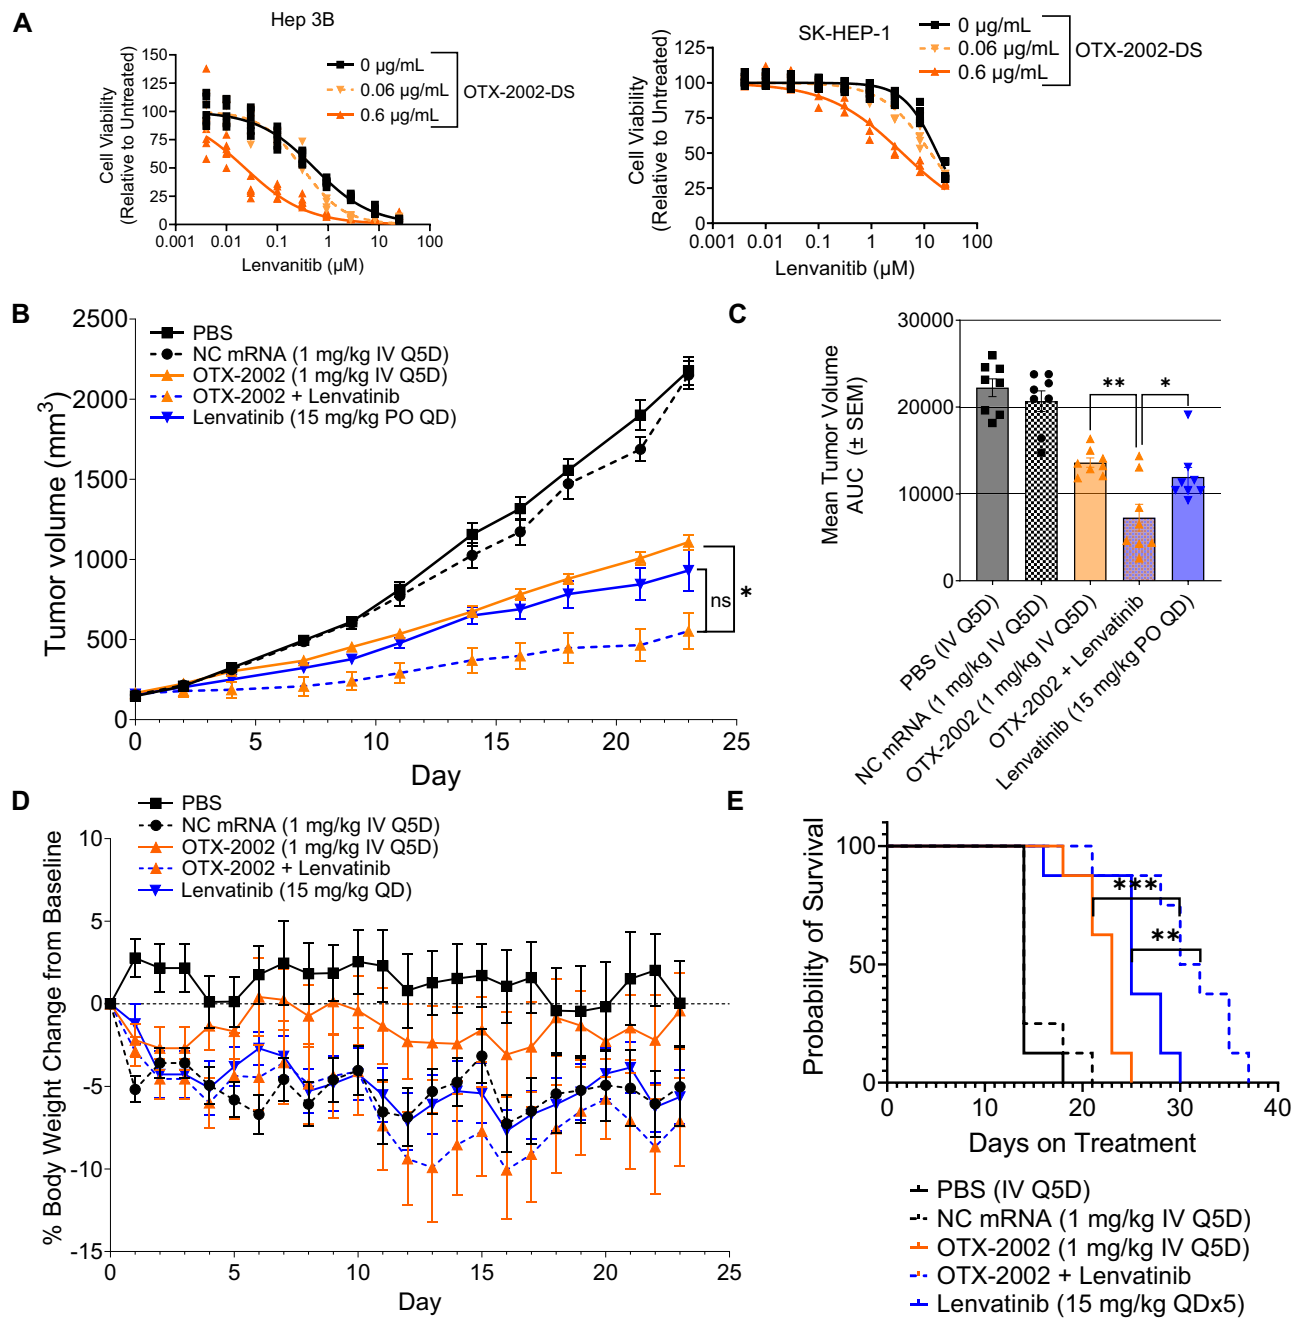 A
Hep 3B
Cell Viability
(Relative to Untreated)
150
125
100
75
50
25
0
0.001
0.01
0.1
1
10
100
Lenvanitib (µM)
0 µg/mL
0.06 µg/mL
0.6 µg/mL
OTX-2002-DS
SK-HEP-1
Cell Viability
(Relative to Untreated)
125
100
75
50
25
0
0.001
0.01
0.1
1
10
100
Lenvanitib (µM)
0 µg/mL
0.06 µg/mL
0.6 µg/mL
OTX-2002-DS
B
Tumor volume (mm3)
2500
2000
1500
1000
500
0
0
5
10
15
20
25
Day
PBS
NC mRNA (1 mg/kg IV Q5D)
OTX-2002 (1 mg/kg IV Q5D)
OTX-2002 + Lenvatinib
Lenvatinib (15 mg/kg PO QD)
ns
*
C
Mean Tumor Volume
AUC (± SEM)
30000
20000
10000
0
**
*
PBS (IV Q5D)
NC mRNA (1 mg/kg IV Q5D)
OTX-2002 (1 mg/kg IV Q5D)
OTX-2002 + Lenvatinib
Lenvatinib (15 mg/kg PO QD)
D
% Body Weight Change from Baseline
10
5
0
-5
-10
-15
0
5
10
15
20
25
Day
PBS
NC mRNA (1 mg/kg IV Q5D)
OTX-2002 (1 mg/kg IV Q5D)
OTX-2002 + Lenvatinib
Lenvatinib (15 mg/kg QD)
E
Probability of Survival
100
50
0
0
10
20
30
40
Days on Treatment
***
**
PBS (IV Q5D)
NC mRNA (1 mg/kg IV Q5D)
OTX-2002 (1 mg/kg IV Q5D)
OTX-2002 + Lenvatinib
Lenvatinib (15 mg/kg QDx5)